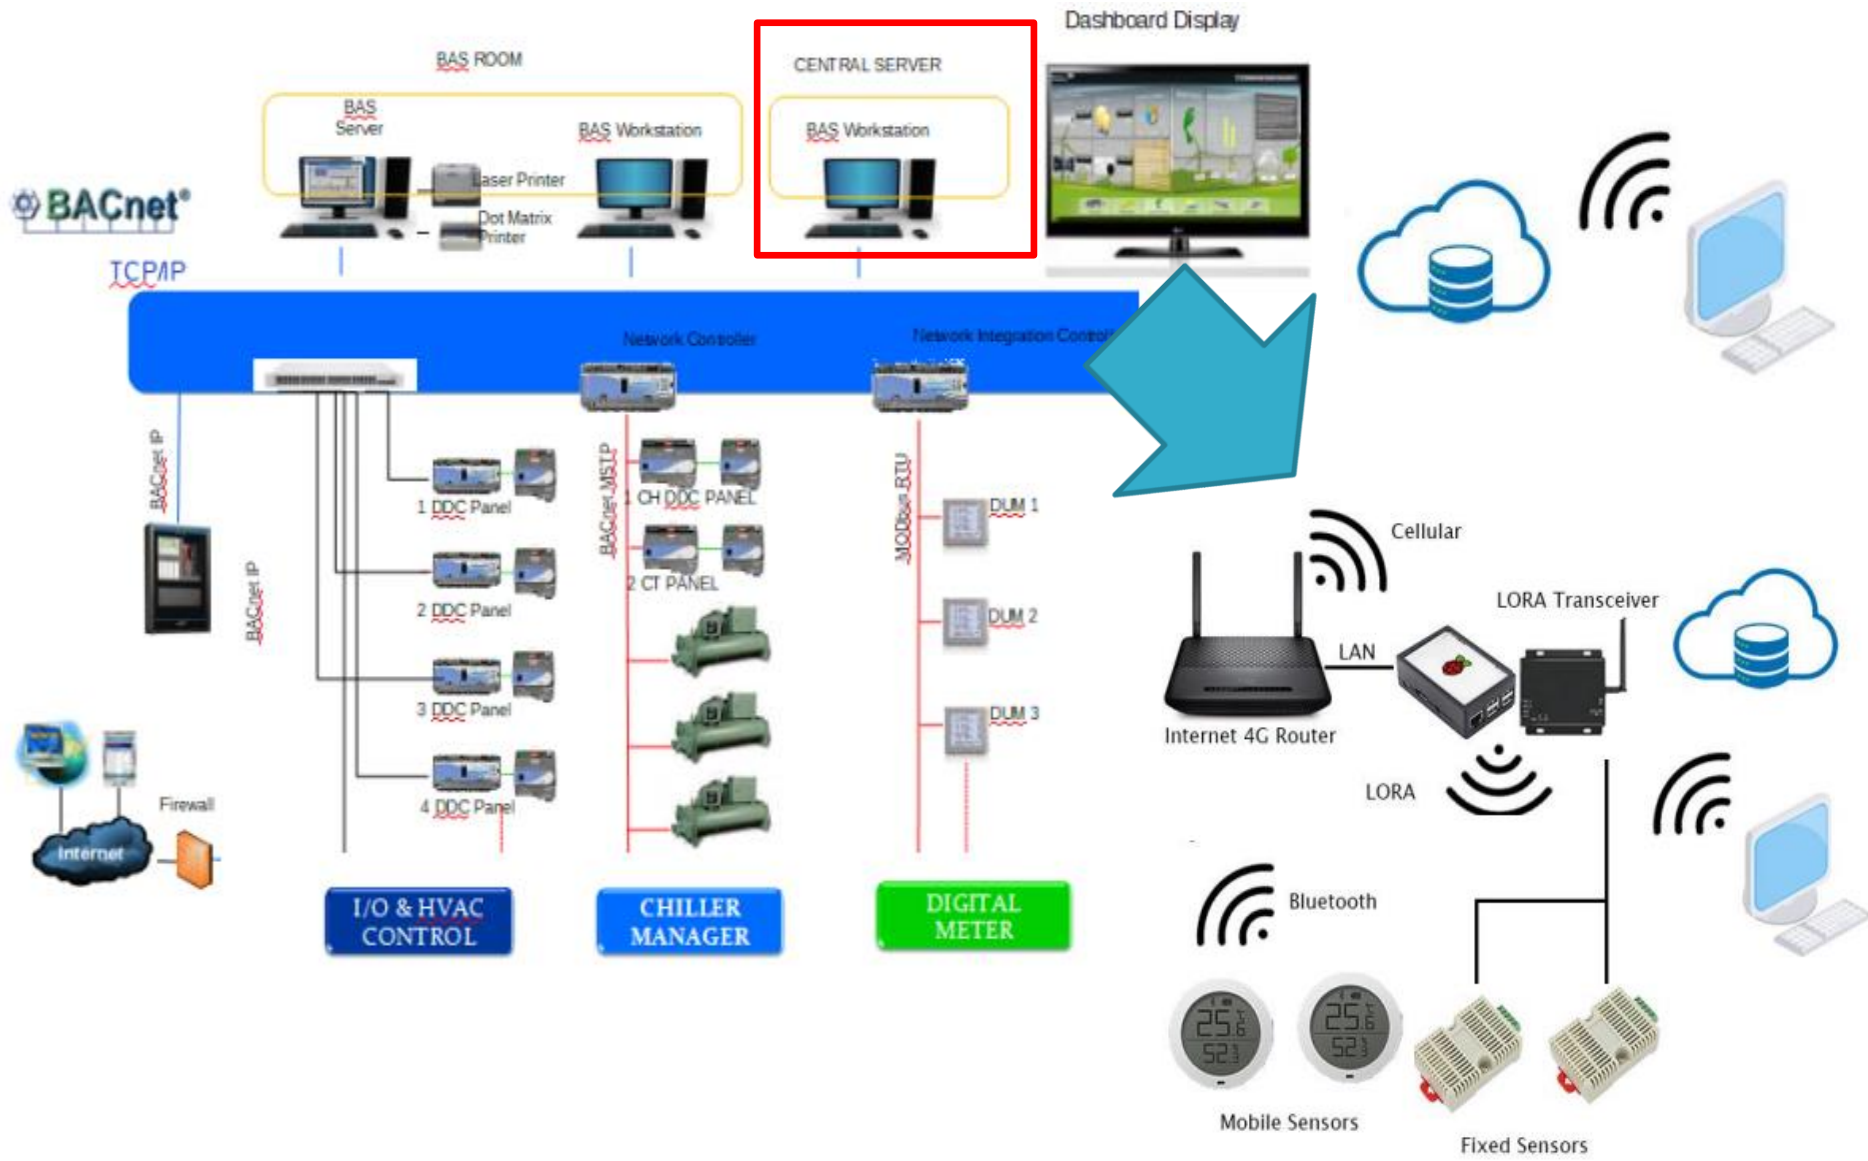 Dashboard Display
BAS ROOM
CENTRAL SERVER
BAS
Server
BAS Workstation
BAS Workstation
Laser Printer
Dot Matrix
Printer
BACnet®
TCP/IP
Network Controller
Network Integration
BACnet IP
BACnet IP
BACnet MSTP
MODbus RTU
1 DDC Panel
2 DDC Panel
3 DDC Panel
4 DDC Panel
1 CH DDC PANEL
2 CT PANEL
DUM 1
DUM 2
DUM 3
Firewall
Internet
I/O & HVAC
CONTROL
CHILLER
MANAGER
DIGITAL
METER
Cellular
LORA Transceiver
LAN
Internet 4G Router
LORA
Bluetooth
Mobile Sensors
Fixed Sensors